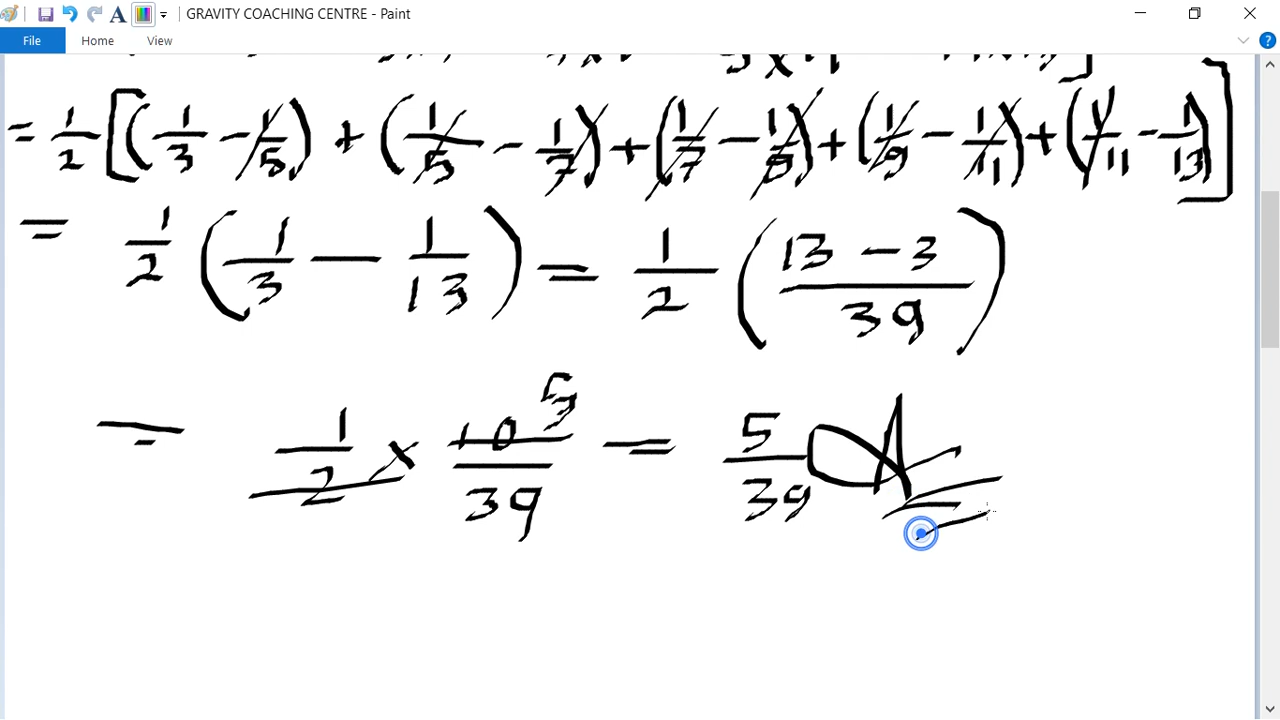 GRAVITY COACHING CENTRE - Paint
File Home View
= 1/2 [(1/3 - 1/5) + (1/5 - 1/7) + (1/7 - 1/9) + (1/9 - 1/11) + (1/11 - 1/13)]
= 1/2 (1/3 - 1/13) = 1/2 (13 - 3 / 39)
= 1/2 × 10/39 5 = 5/39 A